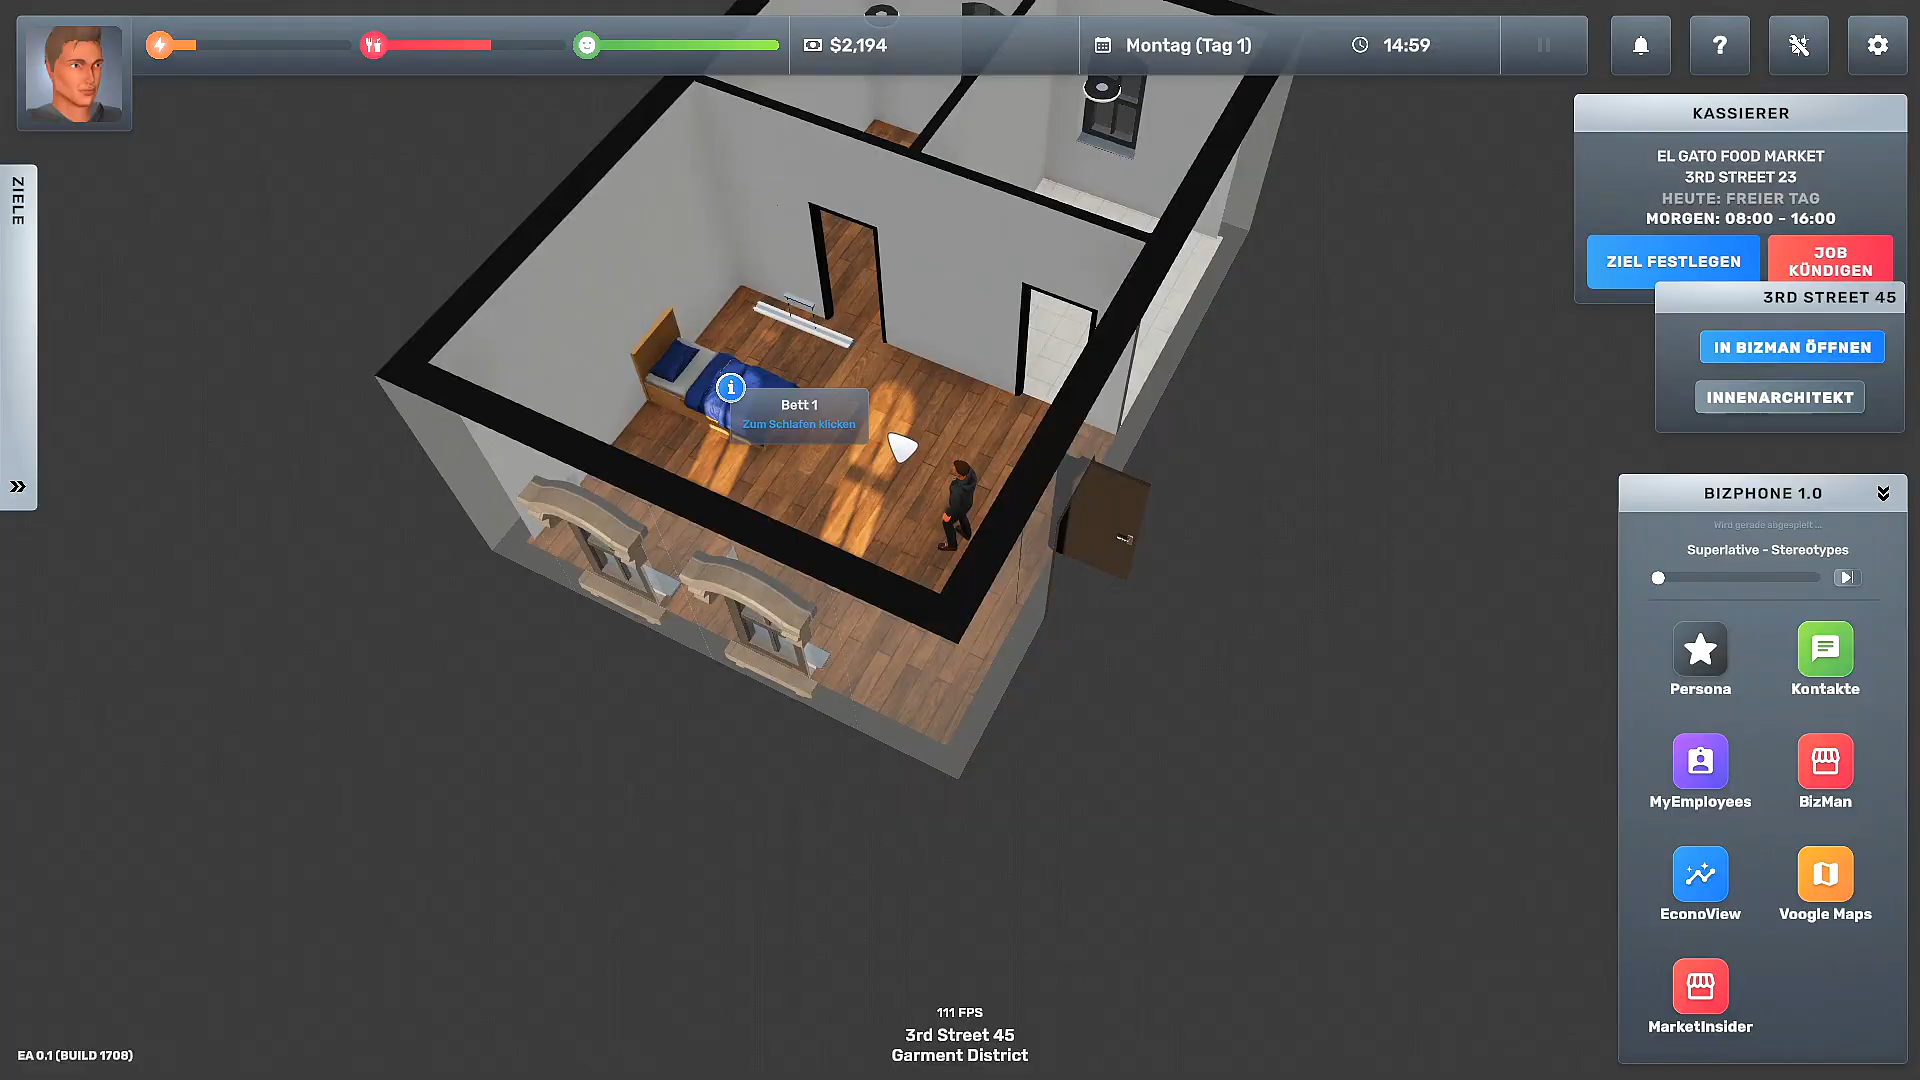 $2,194
Montag (Tag 1)
14:59
?
ZIELE
KASSIERER
EL GATO FOOD MARKET
3RD STREET 23
HEUTE: FREIER TAG
MORGEN: 08:00 - 16:00
ZIEL FESTLEGEN
JOB
KÜNDIGEN
3RD STREET 45
IN BIZMAN ÖFFNEN
INNENARCHITEKT
Bett 1
Zum Schlafen klicken
BIZPHONE 1.0
Wird gerade abgespielt ...
Superlative - Stereotypes
Persona
Kontakte
MyEmployees
BizMan
EconoView
Voogle Maps
MarketInsider
111 FPS
3rd Street 45
Garment District
EA 0.1 (BUILD 1708)